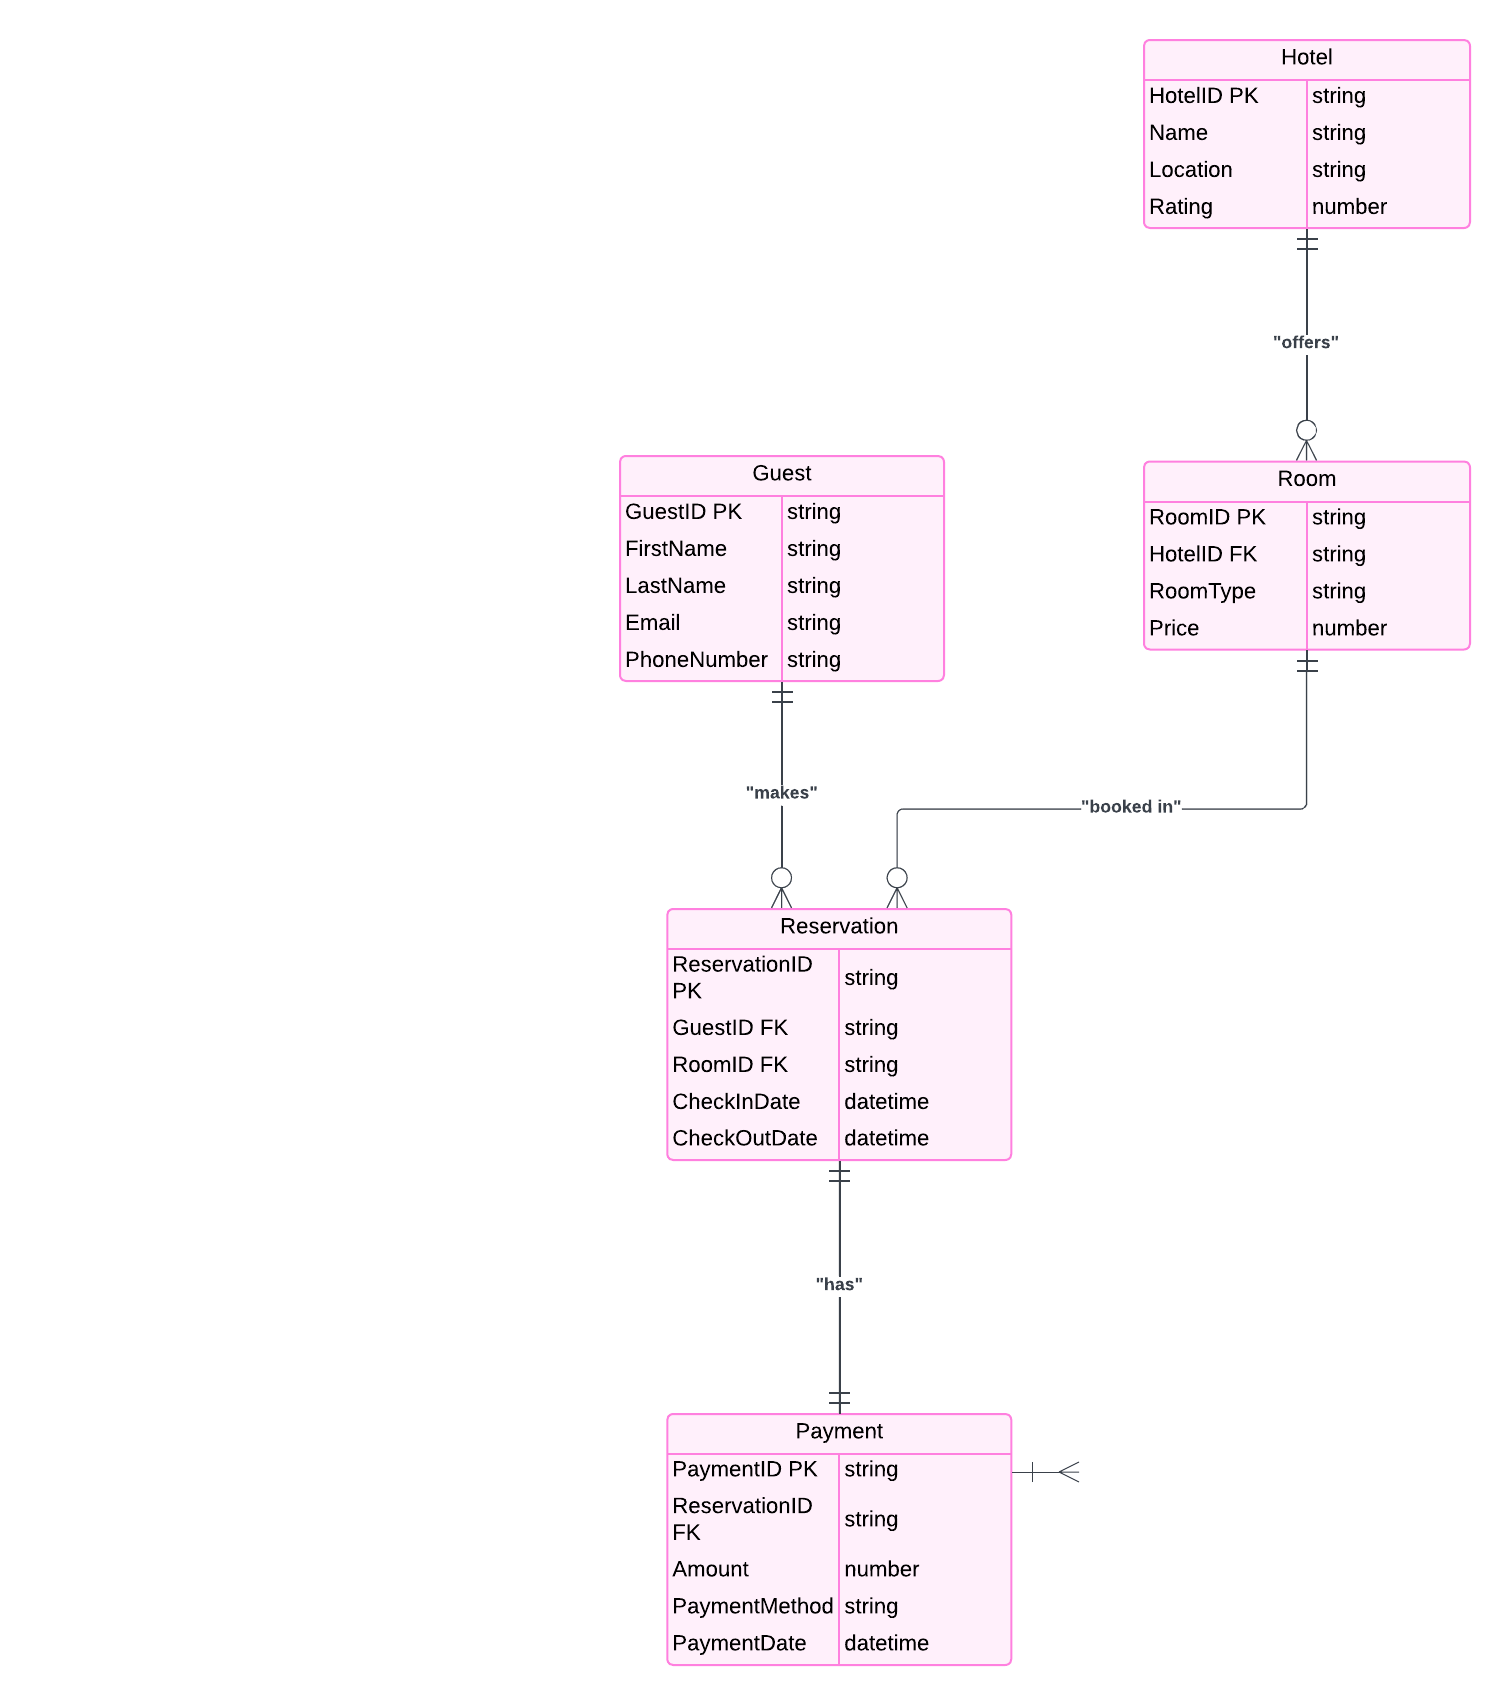 Hotel
HotelID PK string
Name string
Location string
Rating number
"offers"
Guest
GuestID PK string
FirstName string
LastName string
Email string
PhoneNumber string
Room
RoomID PK string
HotelID FK string
RoomType string
Price number
"makes"
"booked in"
Reservation
ReservationID
PK
string
GuestID FK string
RoomID FK string
CheckInDate datetime
CheckOutDate datetime
"has"
Payment
PaymentID PK string
ReservationID
FK
string
Amount number
PaymentMethod string
PaymentDate datetime